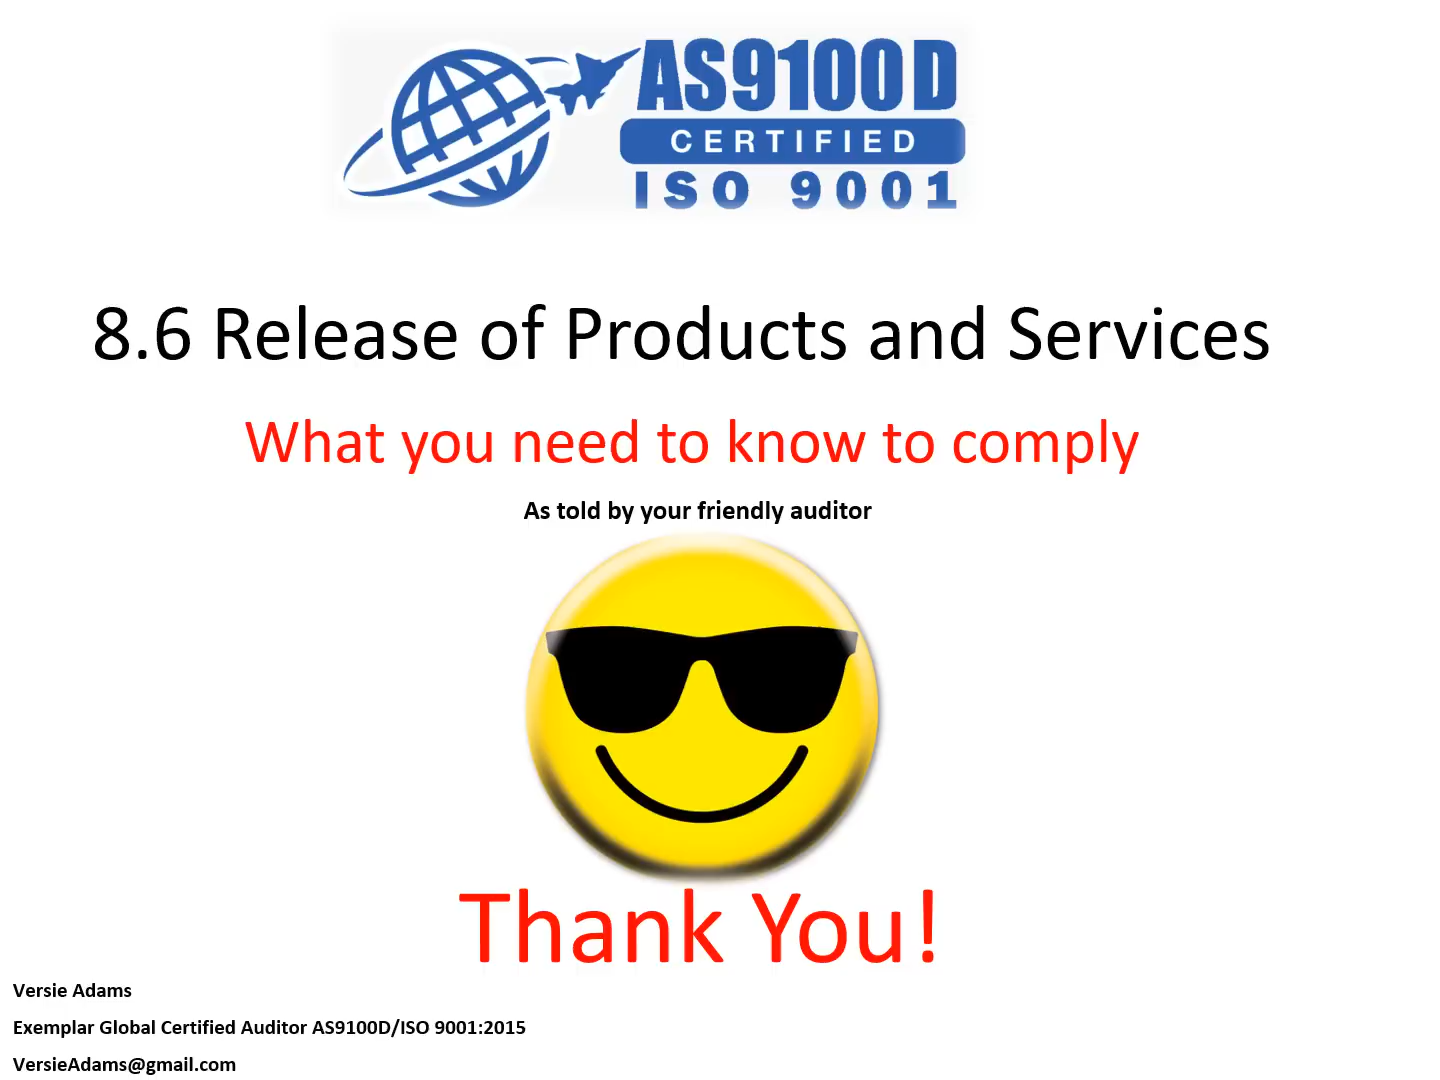 AS9100D
CERTIFIED
ISO 9001
8.6 Release of Products and Services
What you need to know to comply
As told by your friendly auditor
Thank You!
Versie Adams
Exemplar Global Certified Auditor AS9100D/ISO 9001:2015
VersieAdams@gmail.com